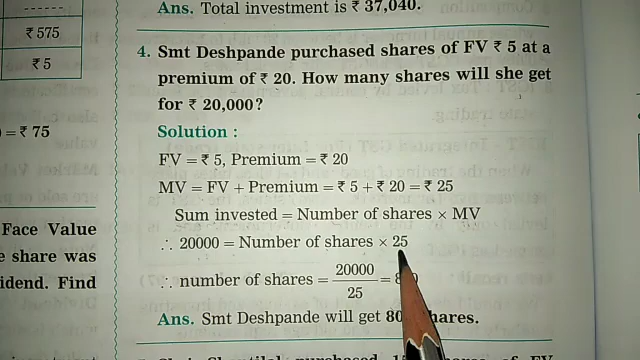 ------
₹ 575
₹ 5
) = ₹ 75
Face Value
e share was
idend. Find
Ans. Total investment is ₹ 37,040.
4. Smt Deshpande purchased shares of FV ₹ 5 at a
premium of ₹ 20. How many shares will she get
for ₹ 20,000?
Solution :
FV = ₹ 5, Premium = ₹ 20
MV = FV + Premium = ₹ 5 + ₹ 20 = ₹ 25
Sum invested = Number of shares × MV
∴ 20000 = Number of shares × 25
∴ number of shares = 20000 / 25 = 8
Ans. Smt Deshpande will get 80 hares.